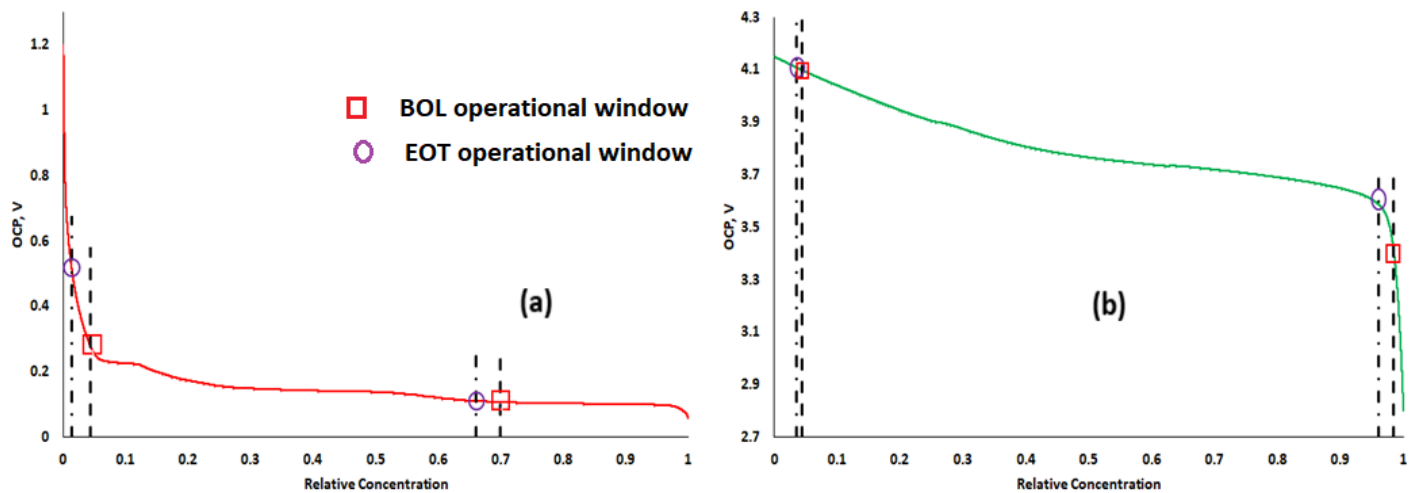 1.2
1
0.8
0.6
0.4
0.2
0
OCP, V
BOL operational window
EOT operational window
(a)
0 0.1 0.2 0.3 0.4 0.5 0.6 0.7 0.8 0.9 1
Relative Concentration
4.3
4.1
3.9
3.7
3.5
3.3
3.1
2.9
2.7
OCP, V
(b)
0 0.1 0.2 0.3 0.4 0.5 0.6 0.7 0.8 0.9 1
Relative Concentration